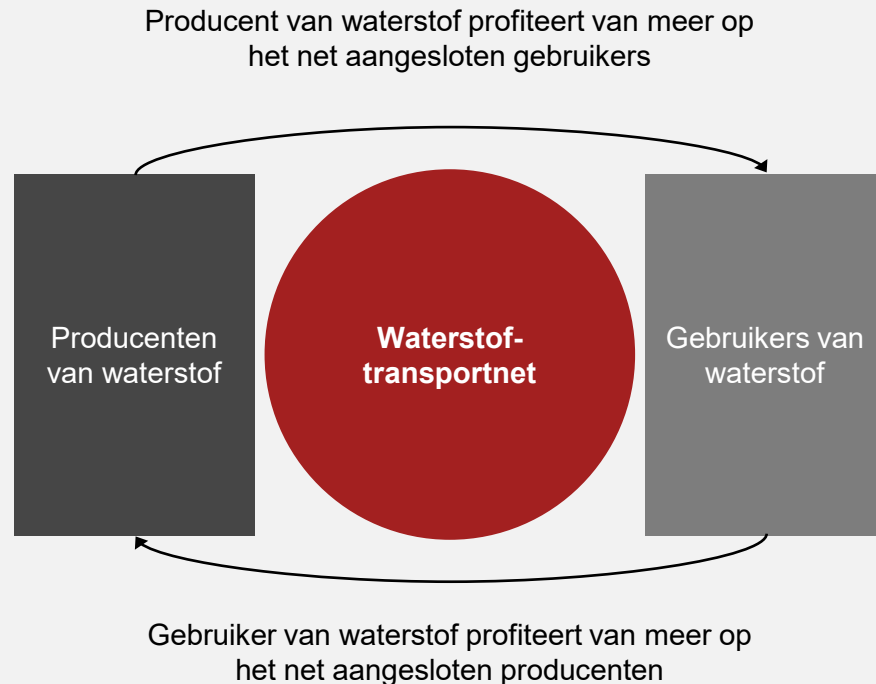 Producent van waterstof profiteert van meer op
het net aangesloten gebruikers
Producenten
van waterstof
Waterstof-
transportnet
Gebruikers van
waterstof
Gebruiker van waterstof profiteert van meer op
het net aangesloten producenten